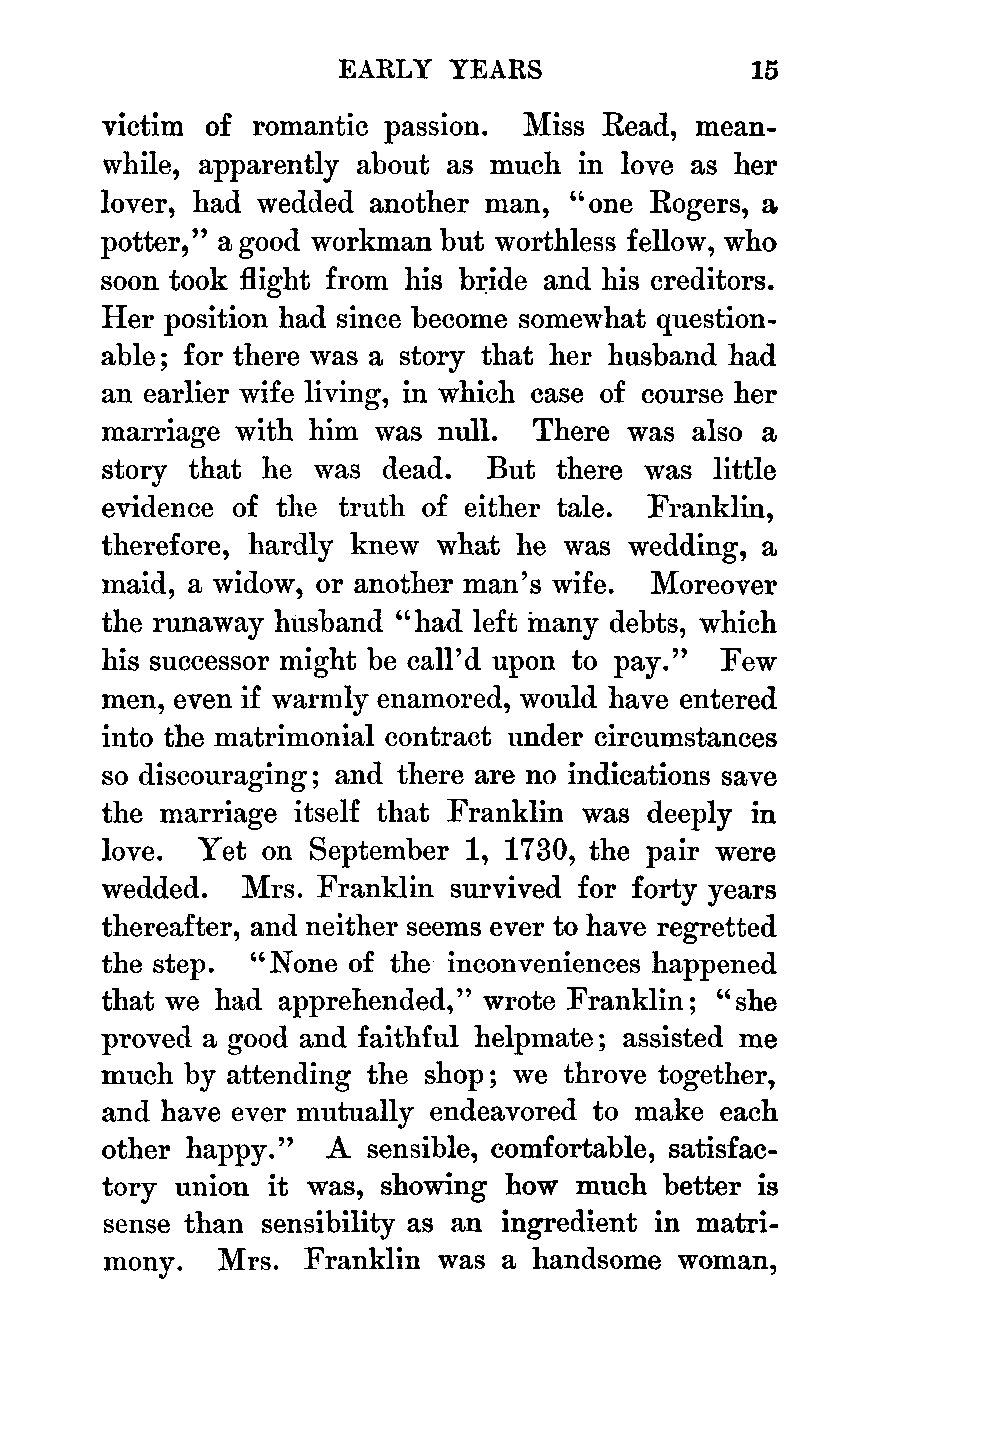 EARLY YEARS 15
victim of romantic passion. Miss Read, mean-
while, apparently about as much in love as her
lover, had wedded another man, “one Rogers, a
potter,” a good workman but worthless fellow, who
soon took flight from his bride and his creditors.
Her position had since become somewhat question-
able; for there was a story that her husband had
an earlier wife living, in which case of course her
marriage with him was null. There was also a
story that he was dead. But there was little
evidence of the truth of either tale. Franklin,
therefore, hardly knew what he was wedding, a
maid, a widow, or another man’s wife. Moreover
the runaway husband “had left many debts, which
his successor might be call’d upon to pay.” Few
men, even if warmly enamored, would have entered
into the matrimonial contract under circumstances
so discouraging; and there are no indications save
the marriage itself that Franklin was deeply in
love. Yet on September 1, 1730, the pair were
wedded. Mrs. Franklin survived for forty years
thereafter, and neither seems ever to have regretted
the step. “None of the inconveniences happened
that we had apprehended,” wrote Franklin; “she
proved a good and faithful helpmate; assisted me
much by attending the shop; we throve together,
and have ever mutually endeavored to make each
other happy.” A sensible, comfortable, satisfac-
tory union it was, showing how much better is
sense than sensibility as an ingredient in matri-
mony. Mrs. Franklin was a handsome woman,